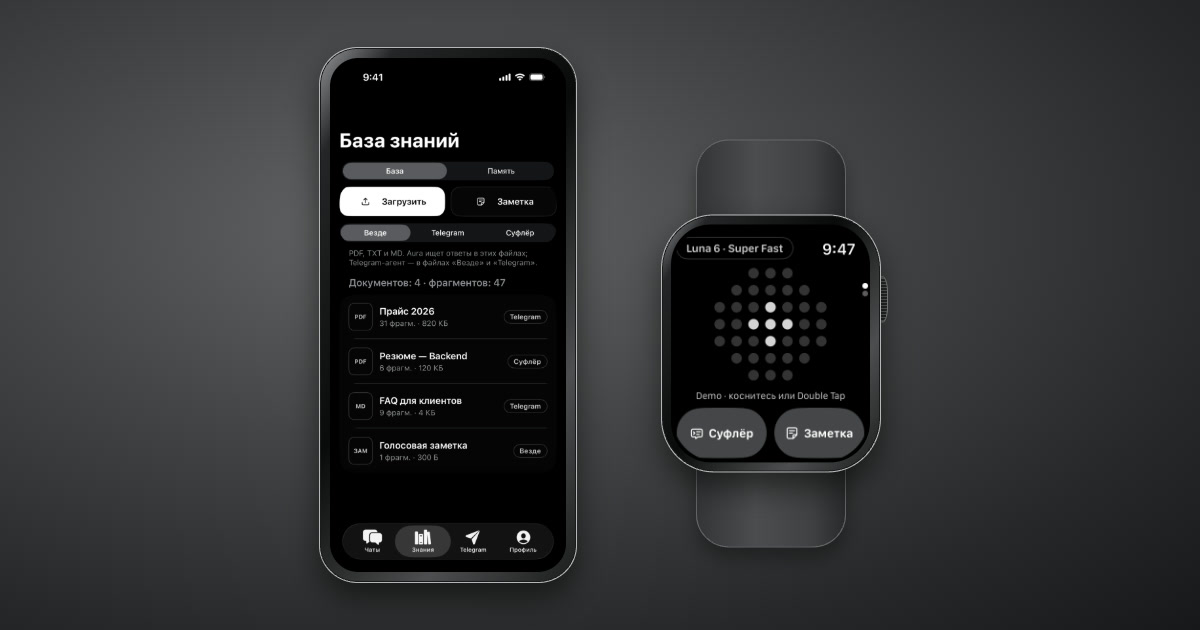 9:41
База знаний
База
Память
Загрузить
Заметка
Везде
Telegram
Суфлёр
PDF, TXT и MD. Aura ищет ответы в этих файлах;
Telegram-агент — в файлах «Везде» и «Telegram».
Документов: 4 · фрагментов: 47
PDF
Прайс 2026
31 фрагм. · 820 КБ
Telegram
PDF
Резюме — Backend
6 фрагм. · 120 КБ
Суфлёр
MD
FAQ для клиентов
9 фрагм. · 4 КБ
Telegram
ЗАМ
Голосовая заметка
1 фрагм. · 300 Б
Везде
Чаты
Знания
Telegram
Профиль
Luna 6 · Super Fast
9:47
Demo · коснитесь или Double Tap
Суфлёр
Заметка